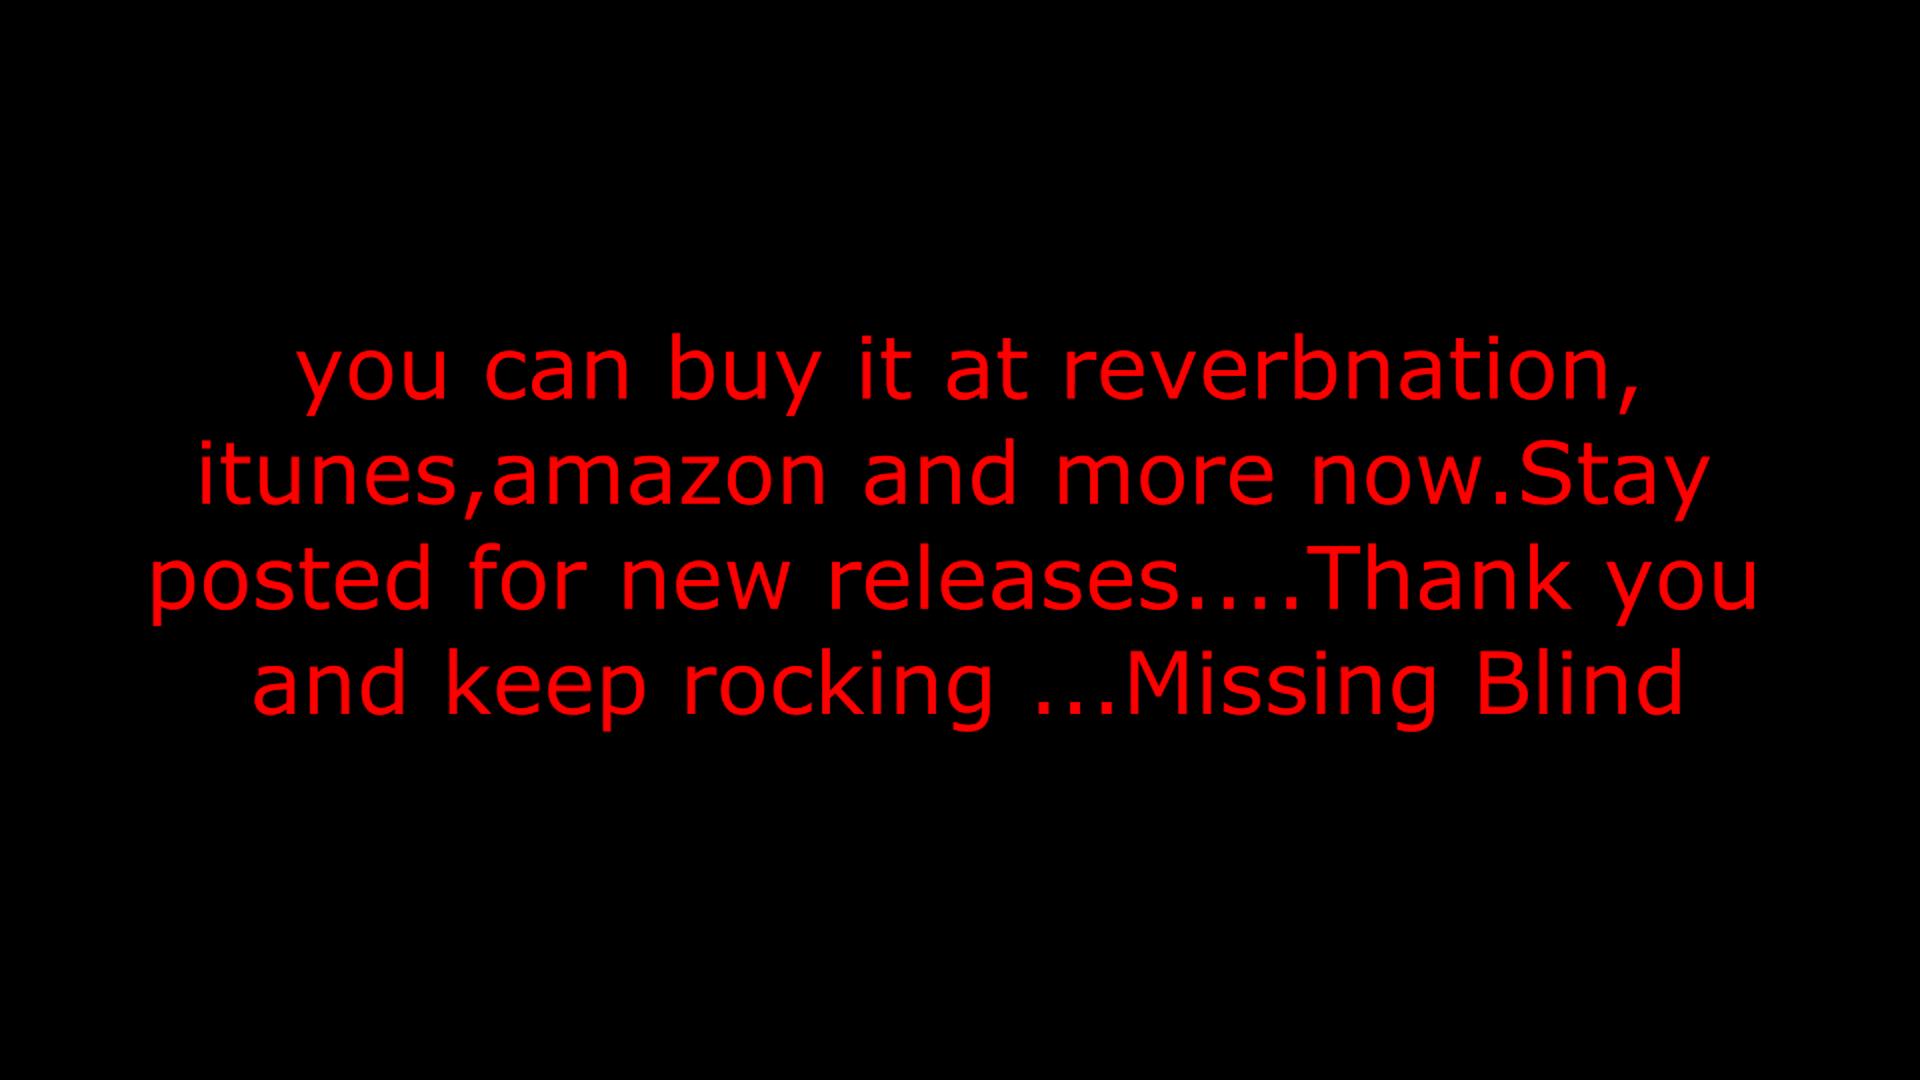 you can buy it at reverbnation,
itunes,amazon and more now.Stay
posted for new releases....Thank you
and keep rocking ...Missing Blind